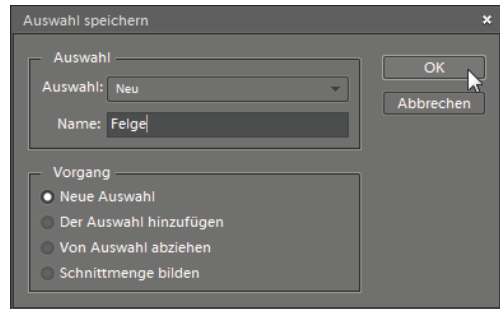 Auswahl speichern
Auswahl
Auswahl: Neu
Name: Felge
OK
Abbrechen
Vorgang
Neue Auswahl
Der Auswahl hinzufügen
Von Auswahl abziehen
Schnittmenge bilden